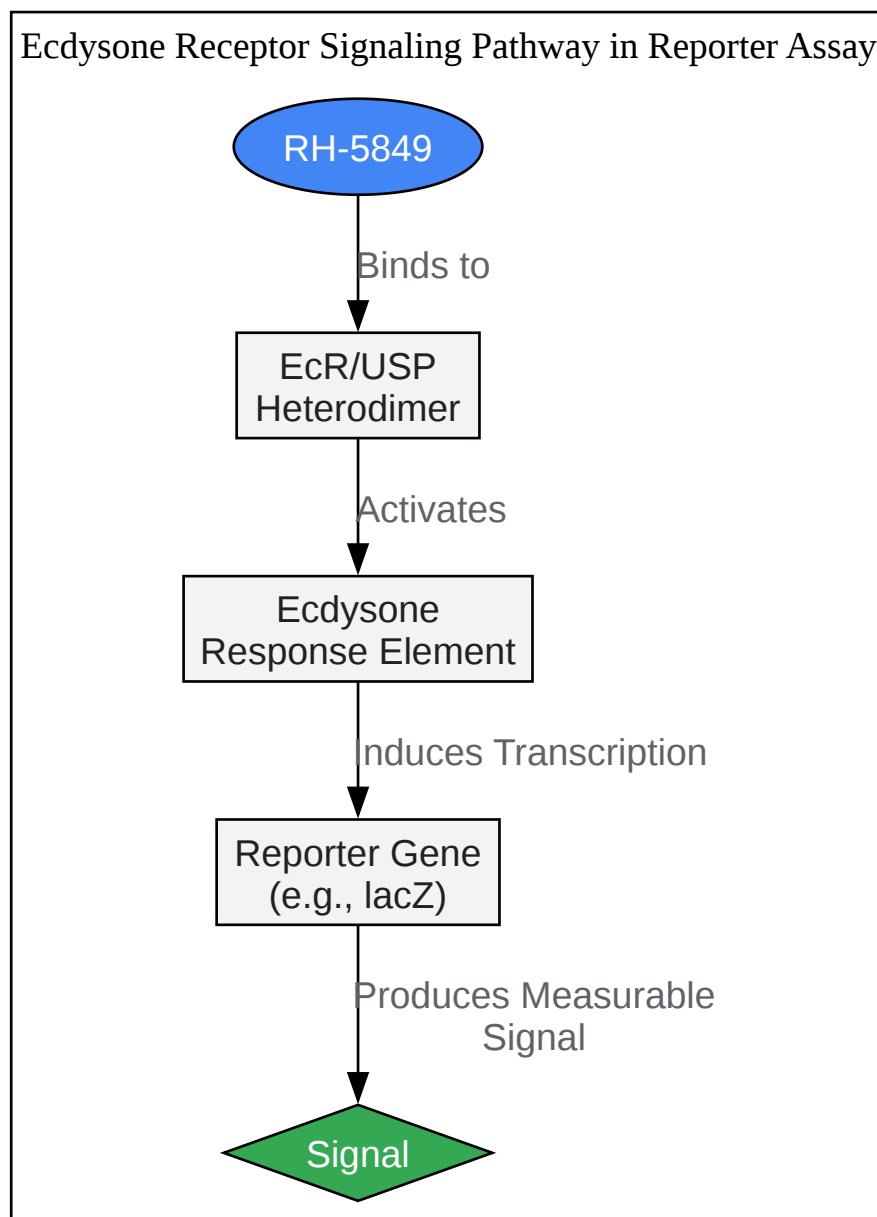 Ecdysone Receptor Signaling Pathway in Reporter Assay
RH-5849
Binds to
EcR/USP
Heterodimer
Activates
Ecdysone
Response Element
Induces Transcription
Reporter Gene
(e.g., lacZ)
Produces Measurable
Signal
Signal